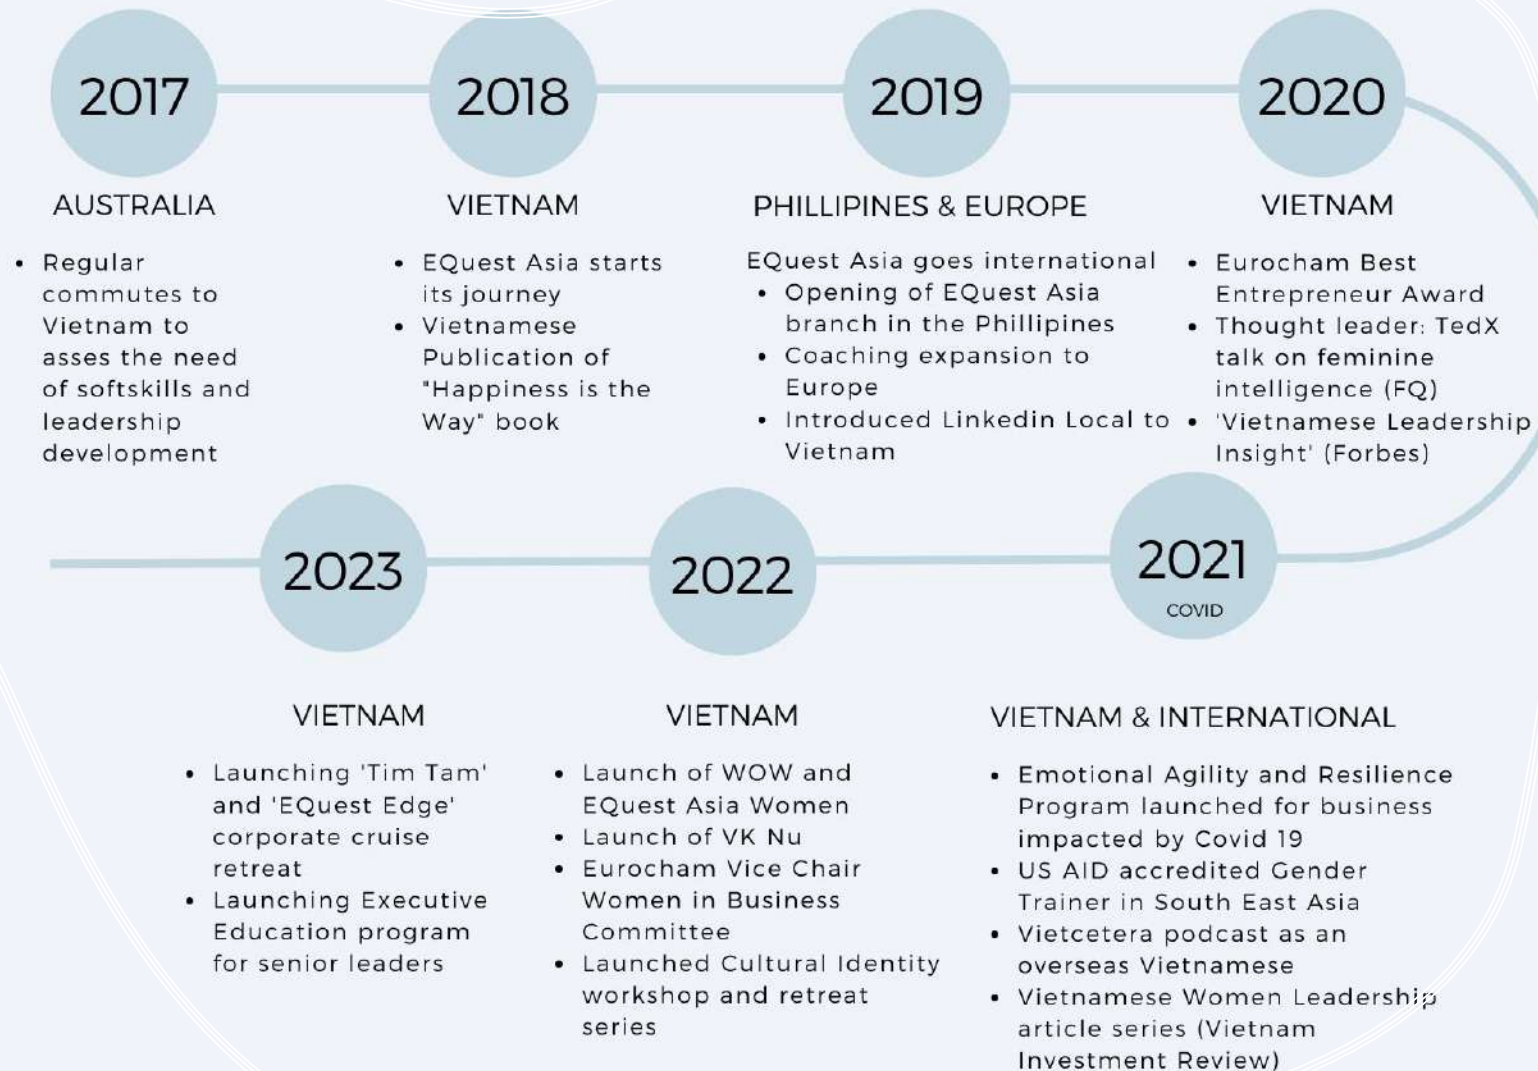 2017
AUSTRALIA
• Regular
commutes to
Vietnam to
asses the need
of softskills and
leadership
development
2018
VIETNAM
• EQuest Asia starts
its journey
• Vietnamese
Publication of
"Happiness is the
Way" book
2019
PHILLIPINES & EUROPE
EQuest Asia goes international
• Opening of EQuest Asia
branch in the Phillipines
• Coaching expansion to
Europe
• Introduced Linkedin Local to
Vietnam
2020
VIETNAM
• Eurocham Best
Entrepreneur Award
• Thought leader: TedX
talk on feminine
intelligence (FQ)
• 'Vietnamese Leadership
Insight' (Forbes)
2021
COVID
VIETNAM & INTERNATIONAL
• Emotional Agility and Resilience
Program launched for business
impacted by Covid 19
• US AID accredited Gender
Trainer in South East Asia
• Vietcetera podcast as an
overseas Vietnamese
• Vietnamese Women Leadership
article series (Vietnam
Investment Review)
2022
VIETNAM
• Launch of WOW and
EQuest Asia Women
• Launch of VK Nu
• Eurocham Vice Chair
Women in Business
Committee
• Launched Cultural Identity
workshop and retreat
series
2023
VIETNAM
• Launching 'Tim Tam'
and 'EQuest Edge'
corporate cruise
retreat
• Launching Executive
Education program
for senior leaders